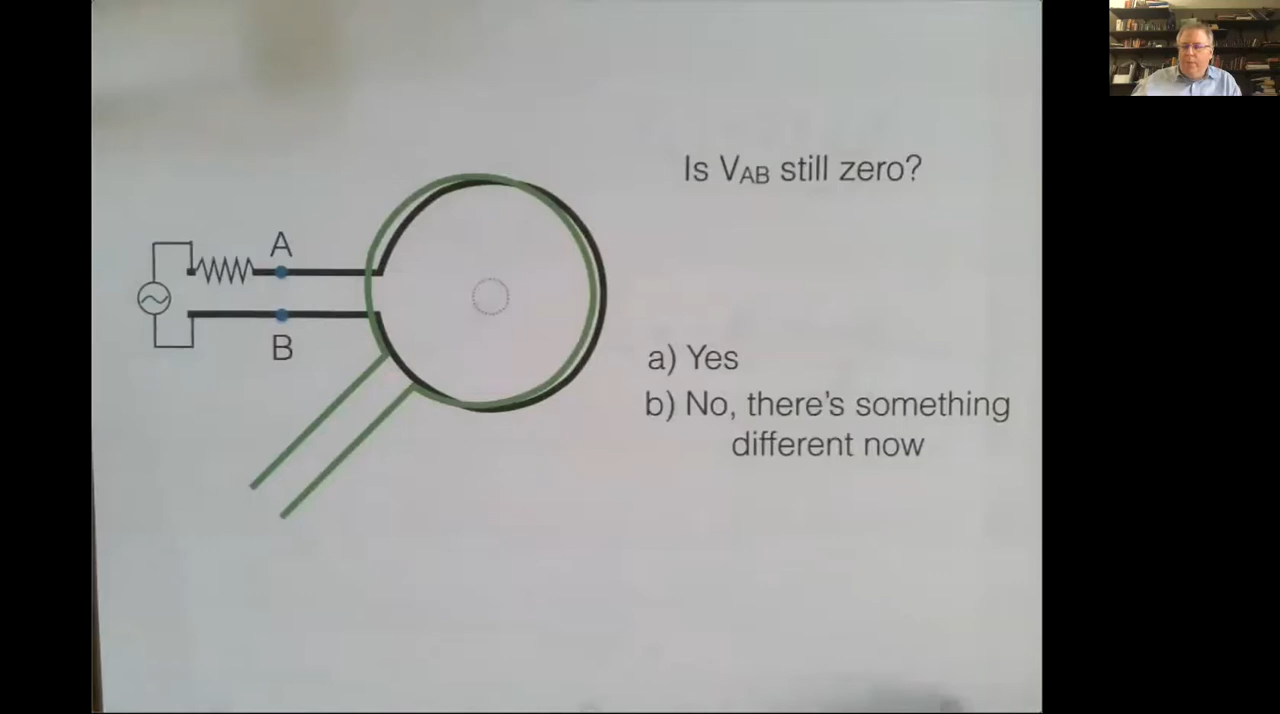 Is VAB still zero?
A
B
a) Yes
b) No, there's something
different now